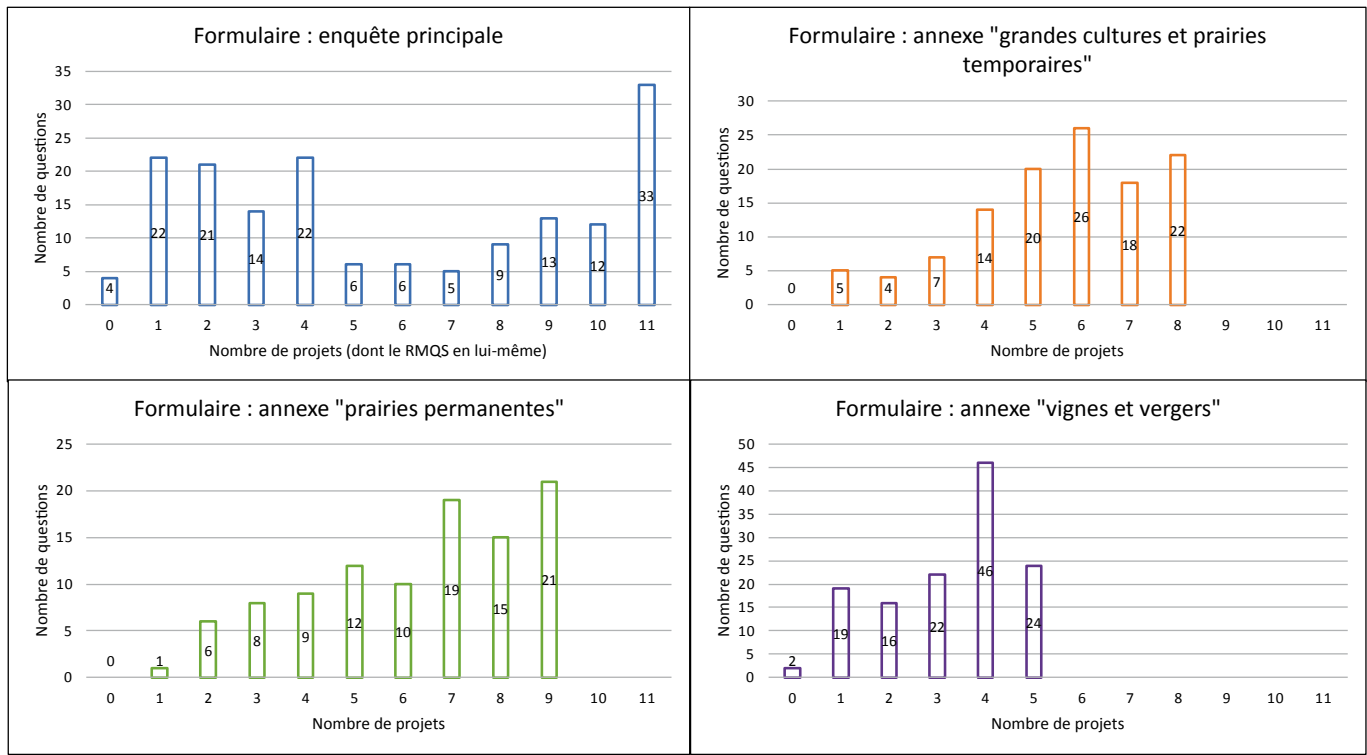 Formulaire : enquête principale
Nombre de questions
35
30
25
20
15
10
5
0
4 22 21 14 22 6 6 5 9 13 12 33
0 1 2 3 4 5 6 7 8 9 10 11
Nombre de projets (dont le RMQS en lui-même)
Formulaire : annexe "grandes cultures et prairies
temporaires"
Nombre de questions
30
25
20
15
10
5
0
0 5 4 7 14 20 26 18 22
0 1 2 3 4 5 6 7 8 9 10 11
Nombre de projets
Formulaire : annexe "prairies permanentes"
Nombre de questions
25
20
15
10
5
0
0 1 6 8 9 12 10 19 15 21
0 1 2 3 4 5 6 7 8 9 10 11
Nombre de projets
Formulaire : annexe "vignes et vergers"
Nombre de questions
50
45
40
35
30
25
20
15
10
5
0
2 19 16 22 46 24
0 1 2 3 4 5 6 7 8 9 10 11
Nombre de projets